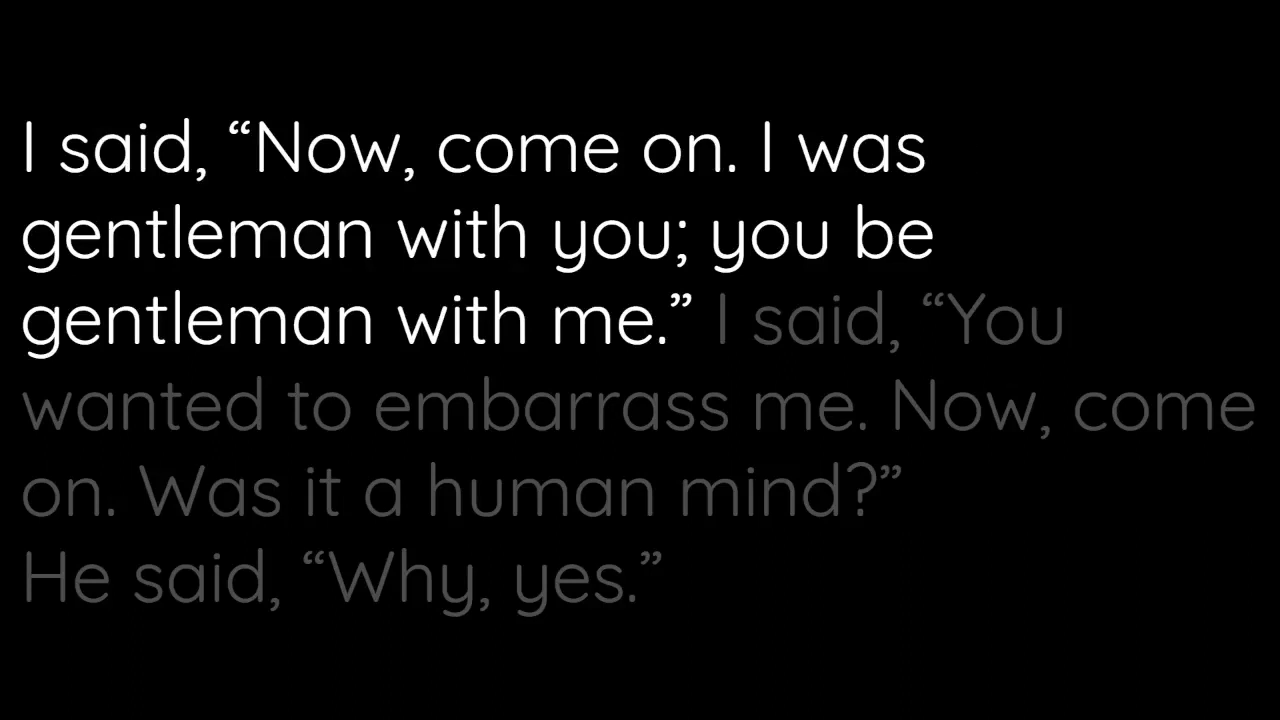 I said, “Now, come on. I was
gentleman with you; you be
gentleman with me.” I said, “You
wanted to embarrass me. Now, come
on. Was it a human mind?”
He said, “Why, yes.”